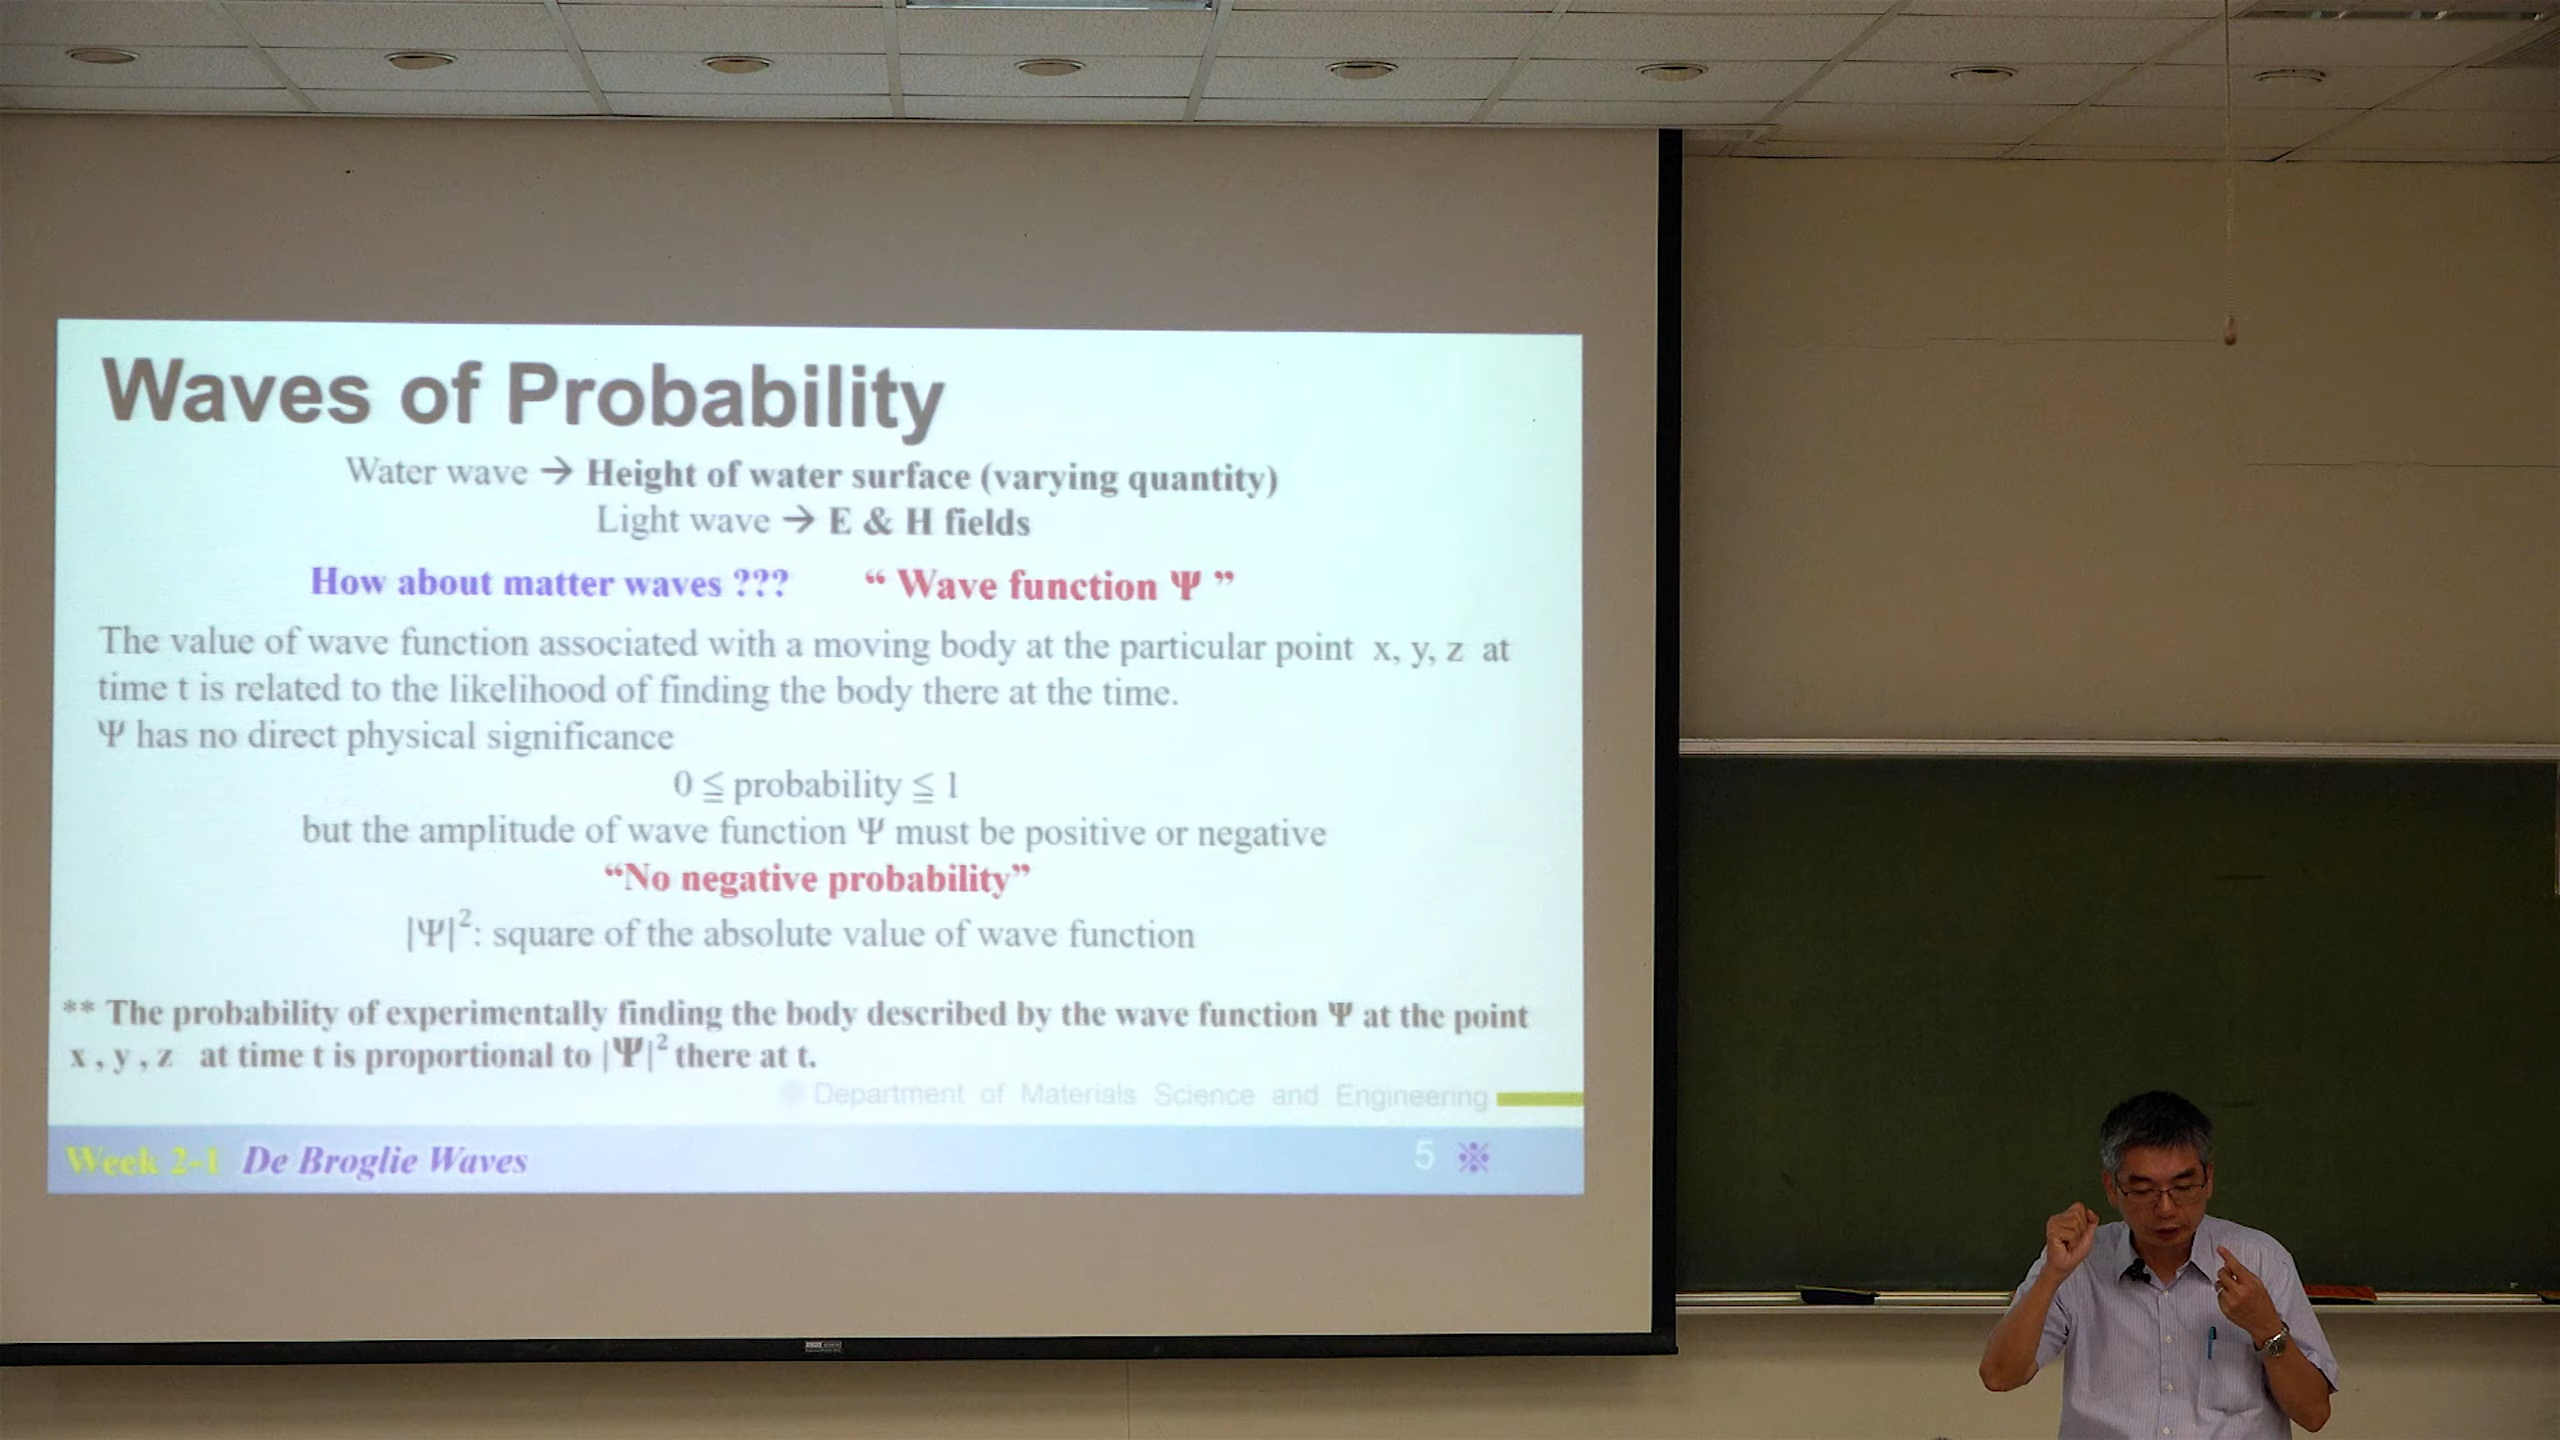 Waves of Probability
Water wave → Height of water surface (varying quantity)
Light wave → E & H fields
How about matter waves ??? “ Wave function Ψ ”
The value of wave function associated with a moving body at the particular point x, y, z at
time t is related to the likelihood of finding the body there at the time.
Ψ has no direct physical significance
0 ≦ probability ≦ 1
but the amplitude of wave function Ψ must be positive or negative
“No negative probability”
|Ψ|²: square of the absolute value of wave function
** The probability of experimentally finding the body described by the wave function Ψ at the point
x , y , z at time t is proportional to |Ψ|² there at t.
Department of Materials Science and Engineering
Week 2-1 De Broglie Waves 5 ※